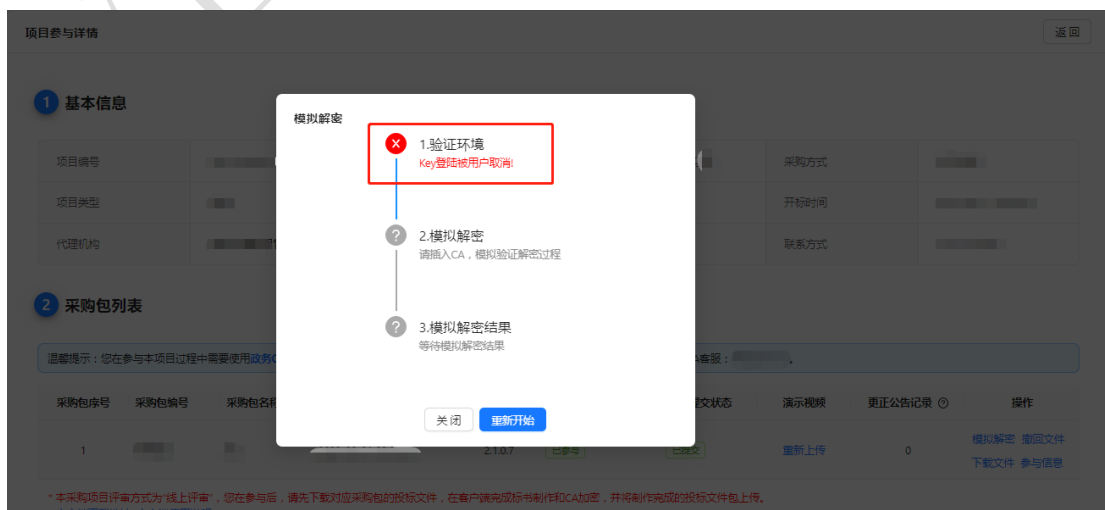 项目参与详情
返回
1 基本信息
项目编号
采购方式
项目类型
开标时间
代理机构
联系方式
模拟解密
1.验证环境
Key登陆被用户取消!
2.模拟解密
请插入CA，模拟验证解密过程
3.模拟解密结果
等待模拟解密结果
关闭 重新开始
2 采购包列表
温馨提示：您在参与本项目过程中需要使用政务
客服：
采购包序号 采购包编号 采购包名称 交状态 演示视频 更正公告记录 操作
1 2.1.0.7 已参与 已提交 重新上传 0 模拟解密 撤回文件
下载文件 参与信息
* 本采购项目评审方式为“线上评审”，您在参与后，请先下载对应采购包的投标文件，在客户端完成标书制作和CA加密，并将制作完成的投标文件包上传。